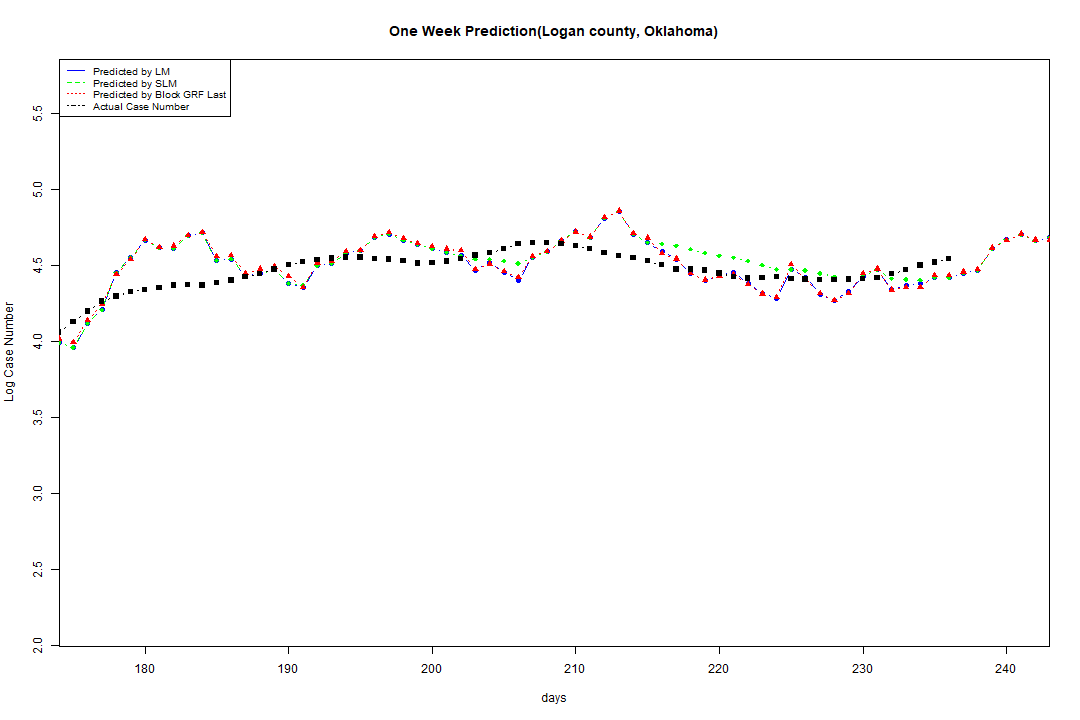 One Week Prediction(Logan county, Oklahoma)
Predicted by LM
Predicted by SLM
Predicted by Block GRF Last
Actual Case Number
5.5
5.0
4.5
4.0
3.5
3.0
2.5
2.0
Log Case Number
180 190 200 210 220 230 240
days